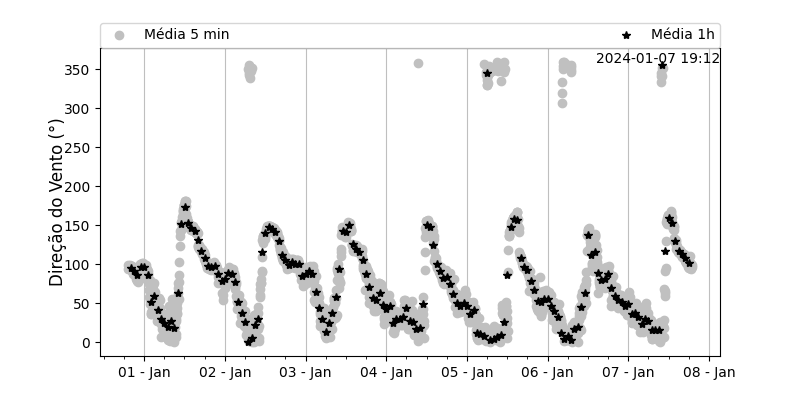 Média 5 min
Média 1h
2024-01-07 19:12
Direção do Vento (°)
350
300
250
200
150
100
50
0
01 - Jan
02 - Jan
03 - Jan
04 - Jan
05 - Jan
06 - Jan
07 - Jan
08 - Jan